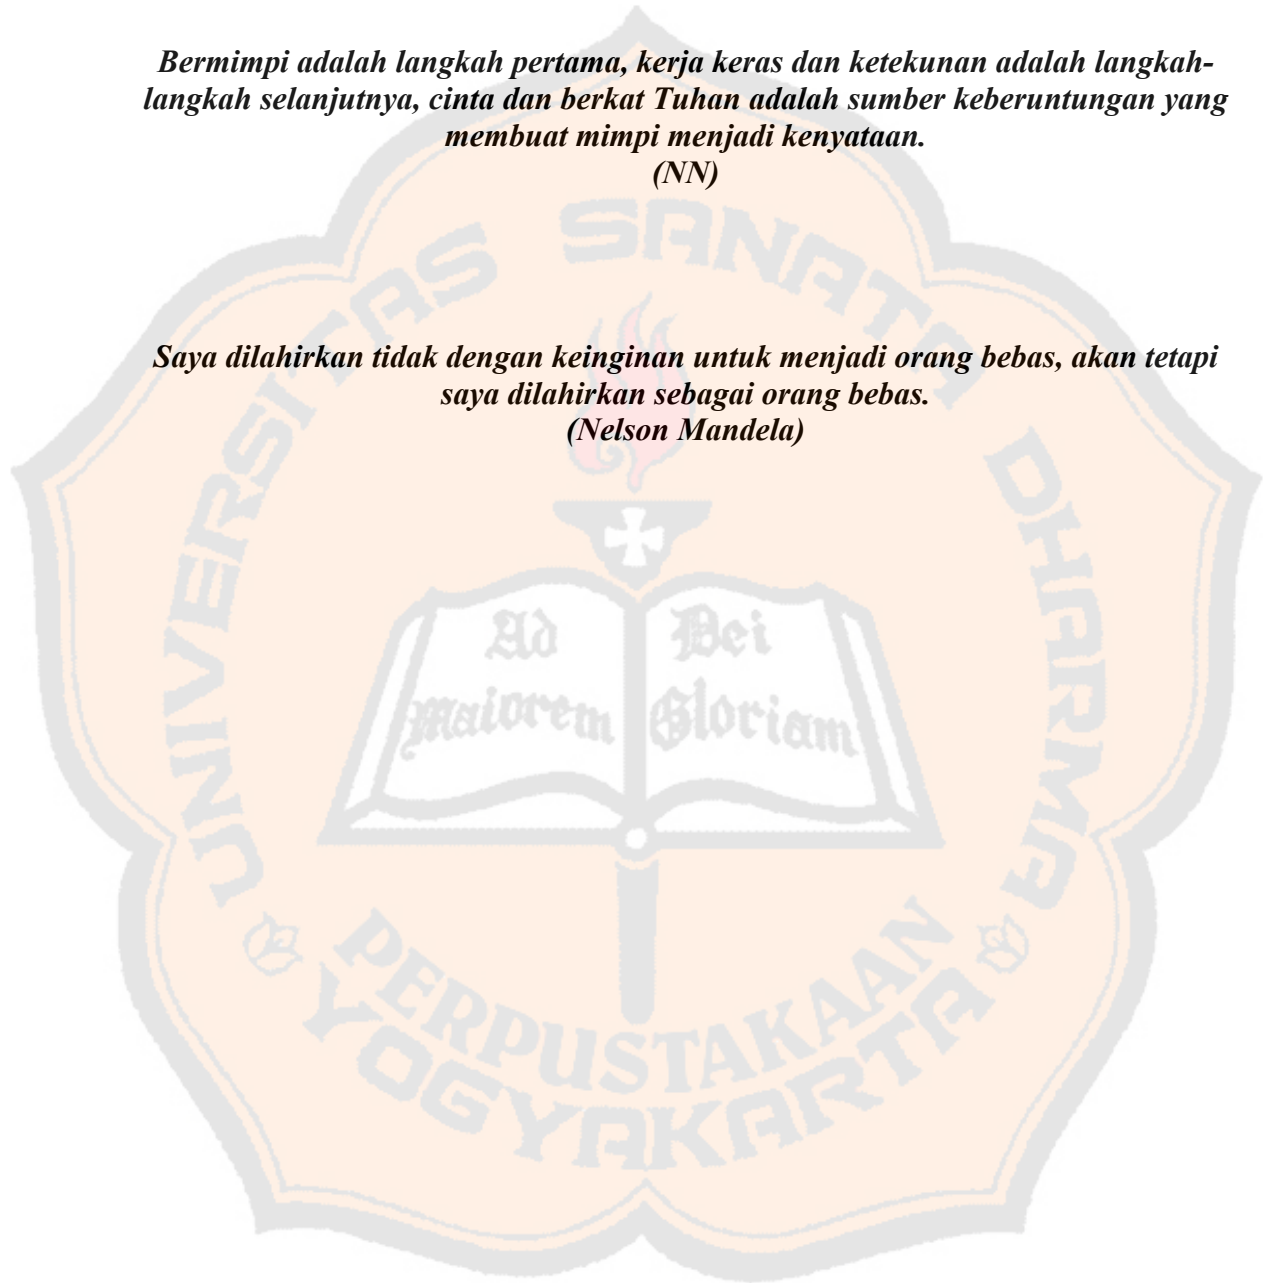 Bermimpi adalah langkah pertama, kerja keras dan ketekunan adalah langkah-
langkah selanjutnya, cinta dan berkat Tuhan adalah sumber keberuntungan yang
membuat mimpi menjadi kenyataan.
(NN)
Saya dilahirkan tidak dengan keinginan untuk menjadi orang bebas, akan tetapi
saya dilahirkan sebagai orang bebas.
(Nelson Mandela)
UNIVERSITAS SANATA DHARMA
Ad Dei
maiorem Gloriam
PERPUSTAKAAN
YOGYAKARTA